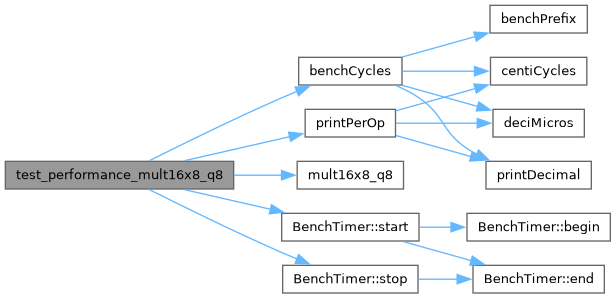 test_performance_mult16x8_q8
benchCycles
printPerOp
mult16x8_q8
BenchTimer::start
BenchTimer::stop
benchPrefix
centiCycles
deciMicros
printDecimal
BenchTimer::begin
BenchTimer::end